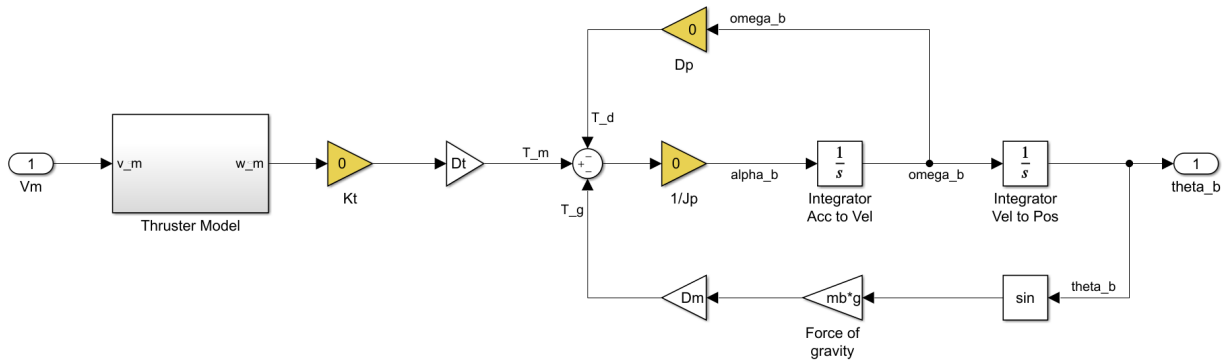 omega_b
0
Dp
T_d
1
Vm
v_m
w_m
Thruster Model
0
Kt
Dt
T_m
+
−
−
T_g
0
1/Jp
alpha_b
1
s
Integrator
Acc to Vel
omega_b
1
s
Integrator
Vel to Pos
1
theta_b
Dm
mb*g
Force of
gravity
sin
theta_b